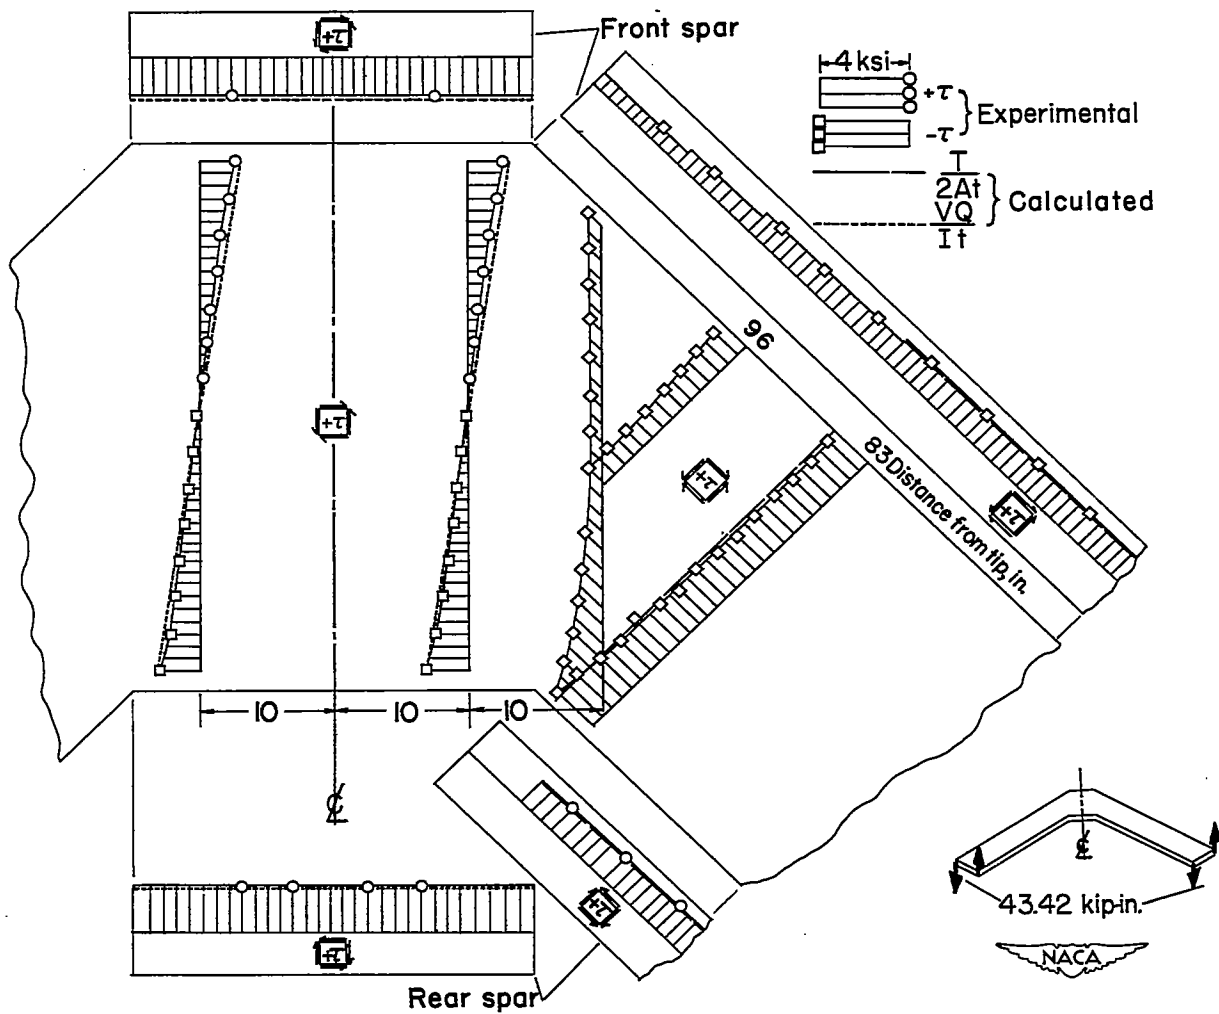 +τ
Front spar
4 ksi
+τ
-τ
Experimental
T
2At
VQ
It
Calculated
96
+τ
+τ
83 Distance from tip, in.
+τ
10
10
10
℄
℄
+τ
43.42 kip-in.
+τ
NACA
Rear spar